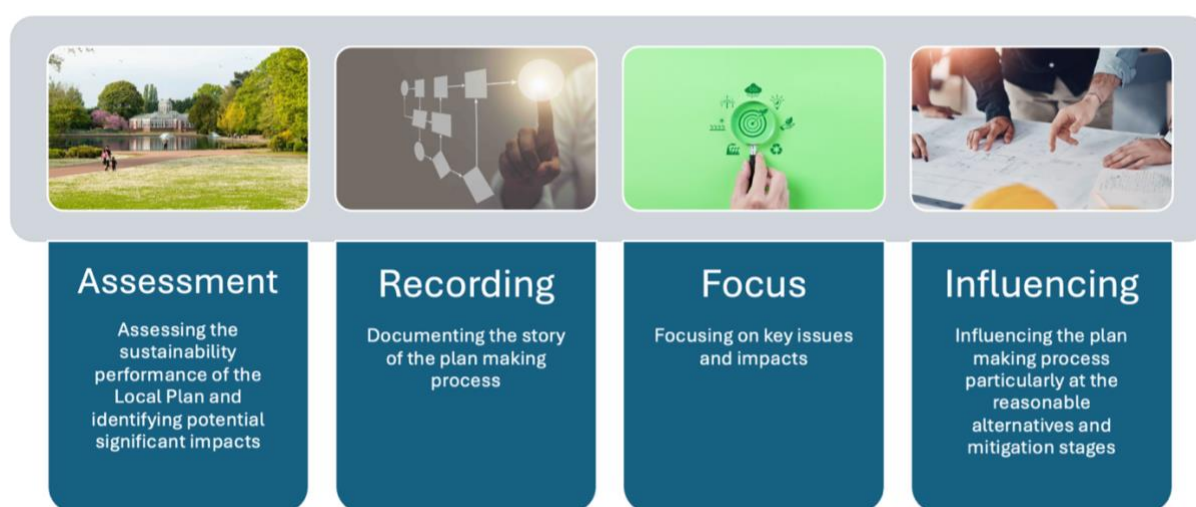 Assessment
Assessing the
sustainability
performance of the
Local Plan and
identifying potential
significant impacts
Recording
Documenting the story
of the plan making
process
Focus
Focusing on key issues
and impacts
Influencing
Influencing the plan
making process
particularly at the
reasonable
alternatives and
mitigation stages